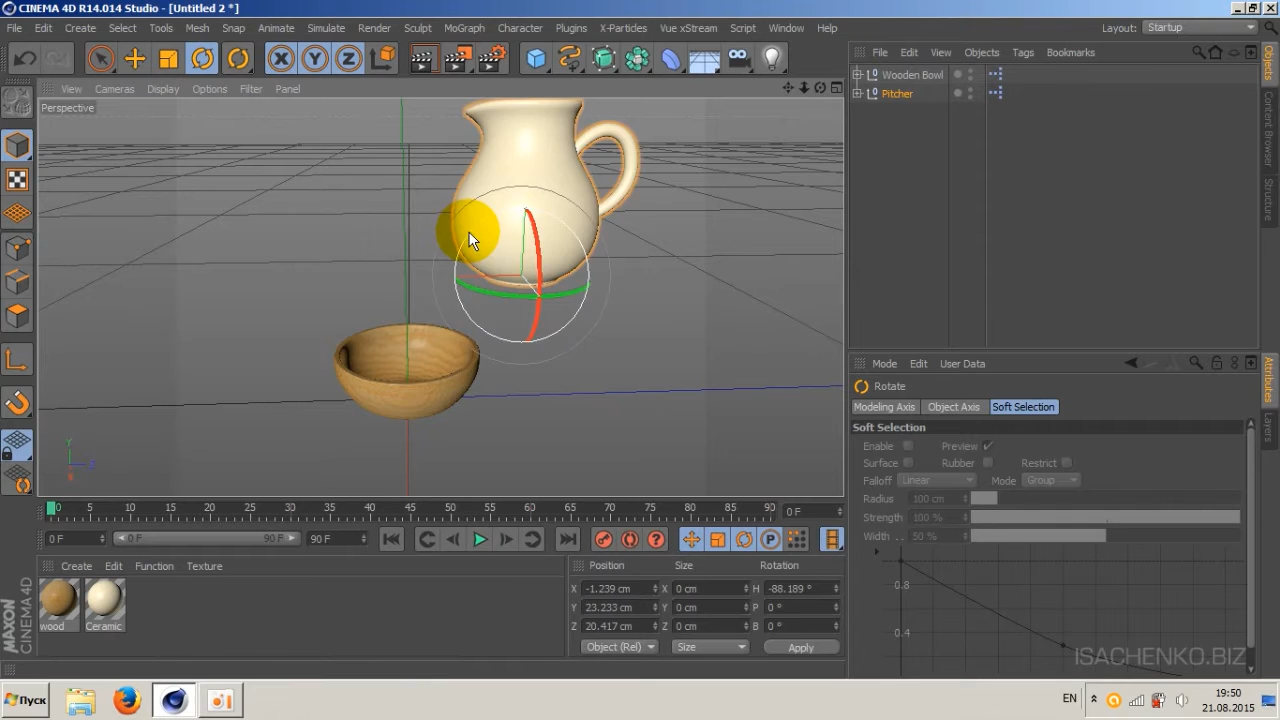 CINEMA 4D R14.014 Studio - [Untitled 2 *]
File Edit Create Select Tools Mesh Snap Animate Simulate Render Sculpt MoGraph Character Plugins X-Particles Vue xStream Script Window Help Layout: Startup
X Y Z
File Edit View Objects Tags Bookmarks
Wooden Bowl
Pitcher
View Cameras Display Options Filter Panel
Perspective
Objects
Content Browser
Structure
Y
Z
X
Mode Edit User Data
Rotate
Modeling Axis Object Axis Soft Selection
Soft Selection
Enable Preview
Surface Rubber Restrict
Falloff Linear Mode Group
Radius 100 cm
Strength 100 %
Width . . 50 %
0.8
0.4
Attributes
Layers
0 5 10 15 20 25 30 35 40 45 50 55 60 65 70 75 80 85 90 0 F
0 F 0 F 90 F 90 F
P
?
Create Edit Function Texture
wood Ceramic
Position Size Rotation
X -1.239 cm X 0 cm H -88.189 °
Y 23.233 cm Y 0 cm P 0 °
Z 20.417 cm Z 0 cm B 0 °
Object (Rel) Size Apply
MAXON
CINEMA 4D
ISACHENKO.BIZ
Пуск
EN
19:50
21.08.2015